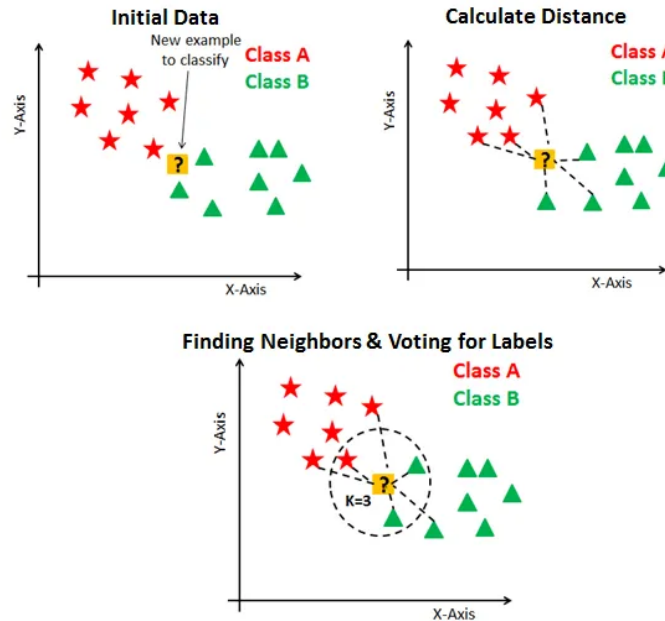 Initial Data
New example
to classify
Class A
Class B
?
Y-Axis
X-Axis
Calculate Distance
Class A
Class B
?
Y-Axis
X-Axis
Finding Neighbors & Voting for Labels
Class A
Class B
?
K=3
Y-Axis
X-Axis